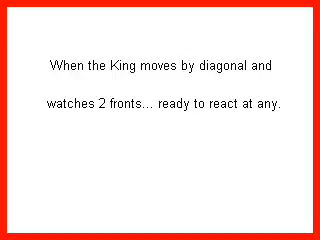 When the King moves by diagonal and
watches 2 fronts... ready to react at any.